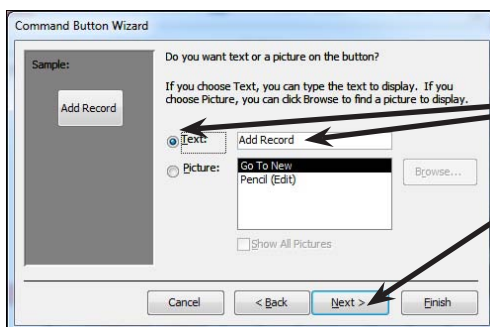 Command Button Wizard
Sample:
Add Record
Do you want text or a picture on the button?
If you choose Text, you can type the text to display. If you
choose Picture, you can click Browse to find a picture to display.
Text: Add Record
Picture: Go To New
Pencil (Edit)
Browse...
Show All Pictures
Cancel < Back Next > Finish